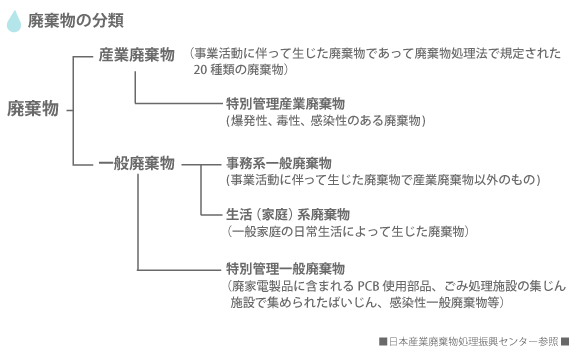 廃棄物の分類
産業廃棄物 （事業活動に伴って生じた廃棄物であって廃棄物処理法で規定された
20 種類の廃棄物）
特別管理産業廃棄物
(爆発性、毒性、感染性のある廃棄物)
廃棄物
一般廃棄物
事務系一般廃棄物
(事業活動に伴って生じた廃棄物で産業廃棄物以外のもの)
生活（家庭）系廃棄物
（一般家庭の日常生活によって生じた廃棄物）
特別管理一般廃棄物
（廃家電製品に含まれる PCB 使用部品、ごみ処理施設の集じん
施設で集められたばいじん、感染性一般廃棄物等）
■日本産業廃棄物処理振興センター参照■